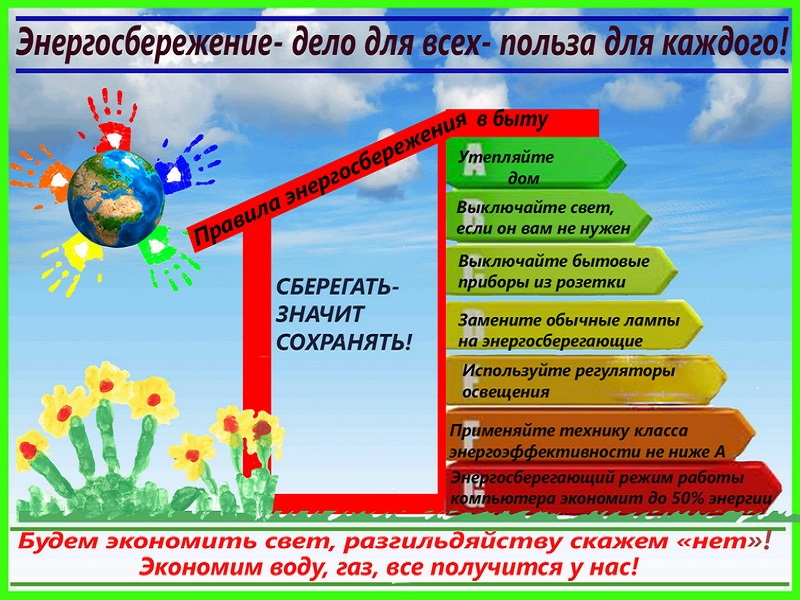 Энергосбережение- дело для всех- польза для каждого!
Правила энергосбережения в быту
A
Утепляйте
дом
Выключайте свет,
если он вам не нужен
Выключайте бытовые
приборы из розетки
Замените обычные лампы
на энергосберегающие
Используйте регуляторы
освещения
Применяйте технику класса
энергоэффективности не ниже А
Энергосберегающий режим работы
компьютера экономит до 50% энергии
СБЕРЕГАТЬ-
ЗНАЧИТ
СОХРАНЯТЬ!
Будем экономить свет, разгильдяйству скажем «нет»!
Экономим воду, газ, все получится у нас!